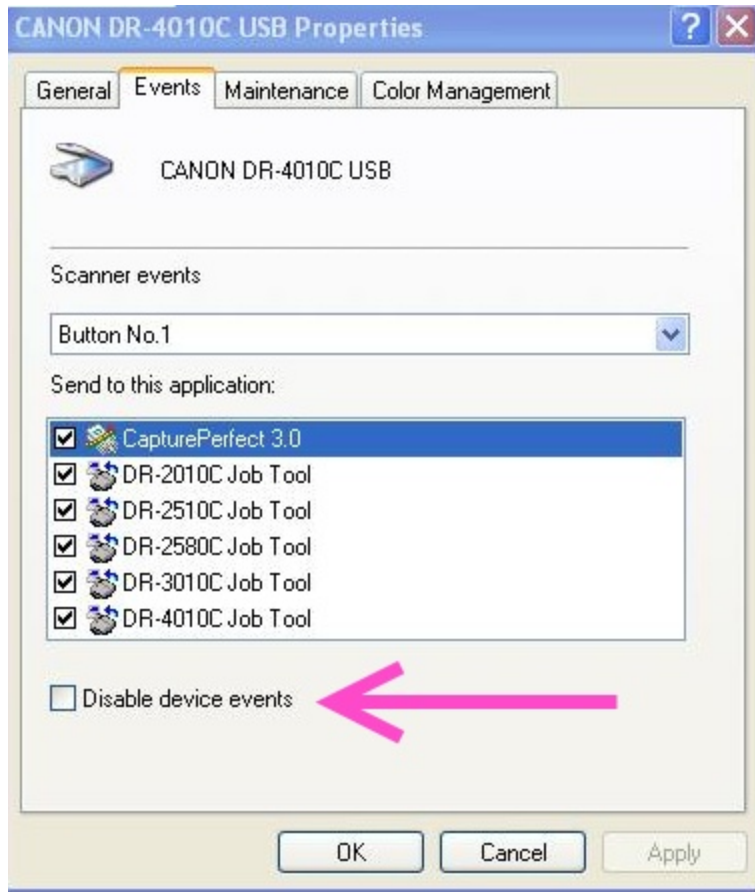 CANON DR-4010C USB Properties
?
General Events Maintenance Color Management
CANON DR-4010C USB
Scanner events
Button No.1
Send to this application:
CapturePerfect 3.0
DR-2010C Job Tool
DR-2510C Job Tool
DR-2580C Job Tool
DR-3010C Job Tool
DR-4010C Job Tool
Disable device events
OK Cancel Apply